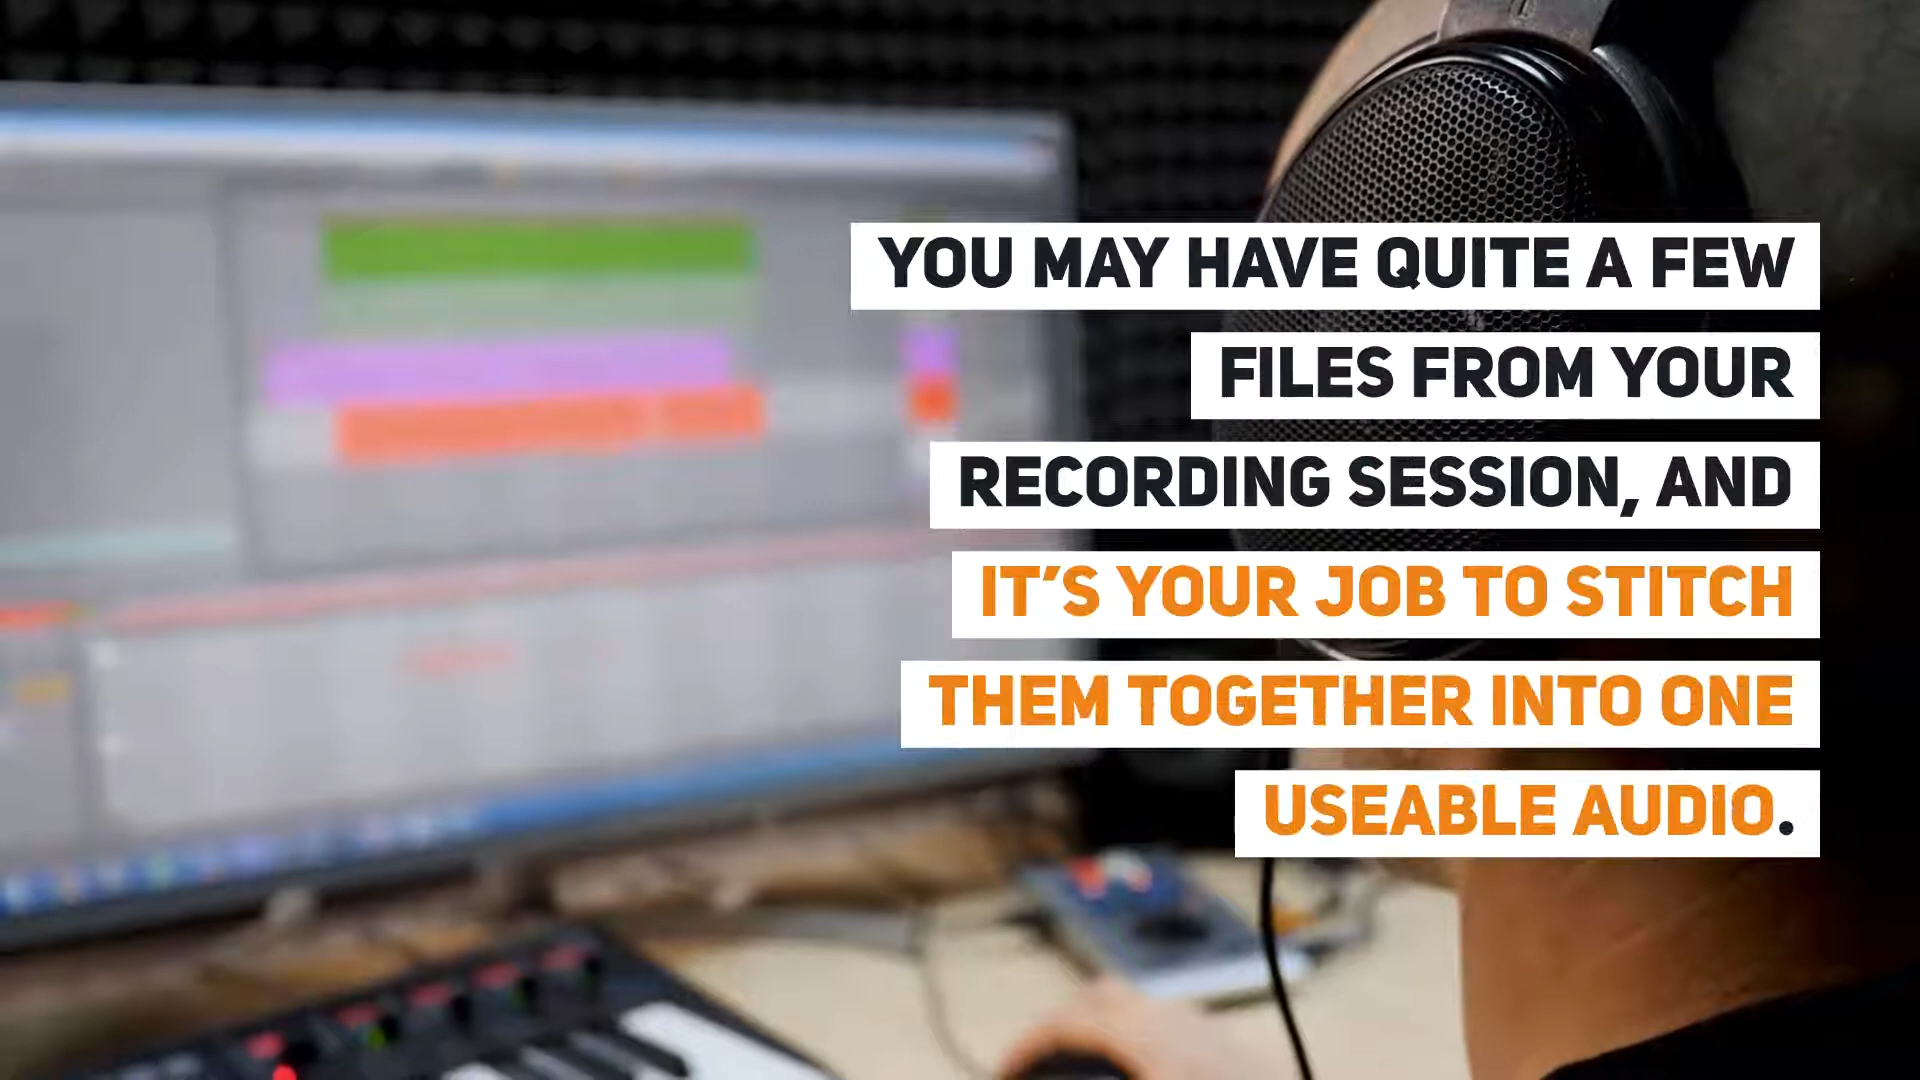 YOU MAY HAVE QUITE A FEW
FILES FROM YOUR
RECORDING SESSION, AND
IT’S YOUR JOB TO STITCH
THEM TOGETHER INTO ONE
USEABLE AUDIO.